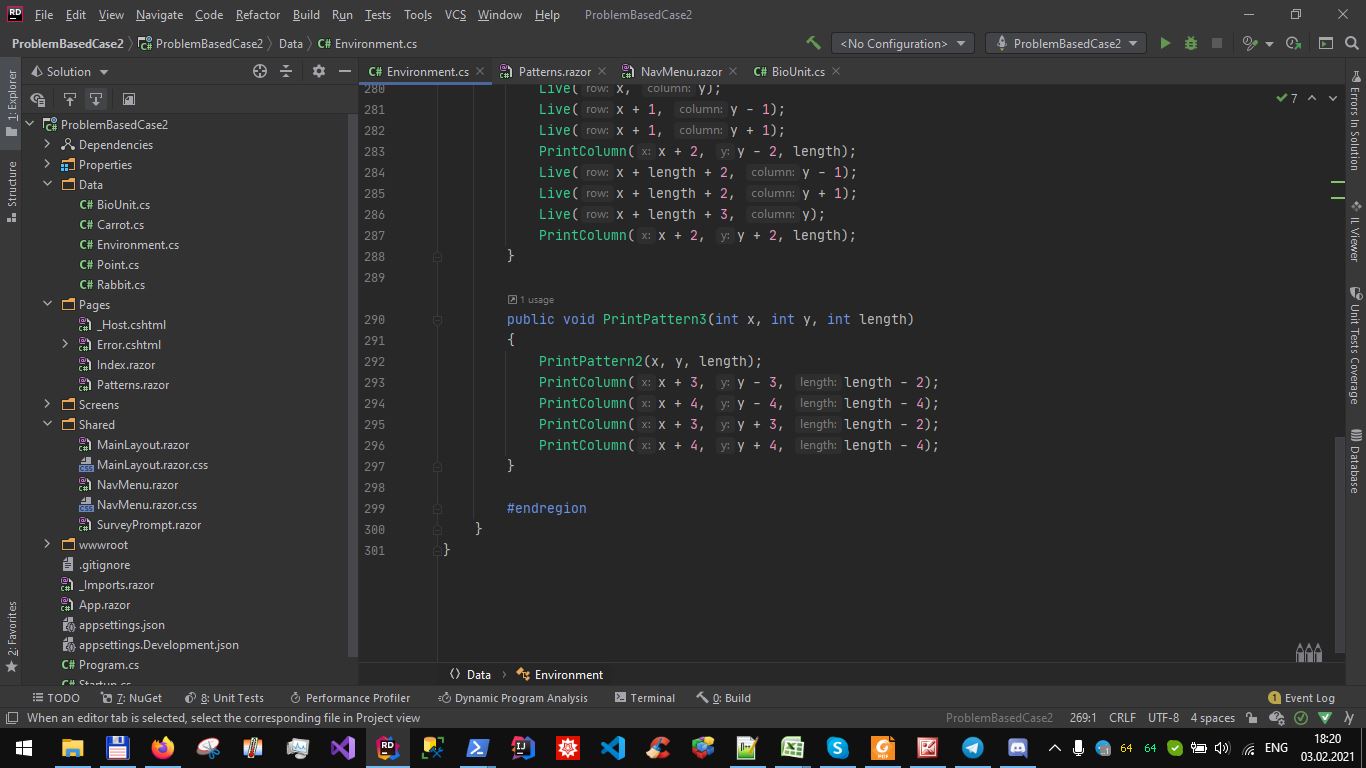 File Edit View Navigate Code Refactor Build Run Tests Tools VCS Window Help ProblemBasedCase2
ProblemBasedCase2 ProblemBasedCase2 Data C# Environment.cs <No Configuration> ProblemBasedCase2
Solution
C# Environment.cs Patterns.razor NavMenu.razor C# BioUnit.cs
1: Explorer
Structure
2: Favorites
ProblemBasedCase2
Dependencies
Properties
Data
C# BioUnit.cs
C# Carrot.cs
C# Environment.cs
C# Point.cs
C# Rabbit.cs
Pages
_Host.cshtml
Error.cshtml
Index.razor
Patterns.razor
Screens
Shared
MainLayout.razor
MainLayout.razor.css
NavMenu.razor
NavMenu.razor.css
SurveyPrompt.razor
wwwroot
.gitignore
_Imports.razor
App.razor
appsettings.json
appsettings.Development.json
C# Program.cs
C# Startup.cs
7
280 Live( row: x, column: y);
281 Live( row: x + 1, column: y - 1);
282 Live( row: x + 1, column: y + 1);
283 PrintColumn( x: x + 2, y: y - 2, length);
284 Live( row: x + length + 2, column: y - 1);
285 Live( row: x + length + 2, column: y + 1);
286 Live( row: x + length + 3, column: y);
287 PrintColumn( x: x + 2, y: y + 2, length);
288 }
289
1 usage
290 public void PrintPattern3(int x, int y, int length)
291 {
292 PrintPattern2(x, y, length);
293 PrintColumn( x: x + 3, y: y - 3, length: length - 2);
294 PrintColumn( x: x + 4, y: y - 4, length: length - 4);
295 PrintColumn( x: x + 3, y: y + 3, length: length - 2);
296 PrintColumn( x: x + 4, y: y + 4, length: length - 4);
297 }
298
299 #endregion
300 }
301 }
Errors In Solution
IL Viewer
Unit Tests Coverage
Database
Data Environment
TODO 7: NuGet 8: Unit Tests Performance Profiler Dynamic Program Analysis Terminal 0: Build 1 Event Log
When an editor tab is selected, select the corresponding file in Project view ProblemBasedCase2 269:1 CRLF UTF-8 4 spaces
64 64 ENG 18:20
03.02.2021